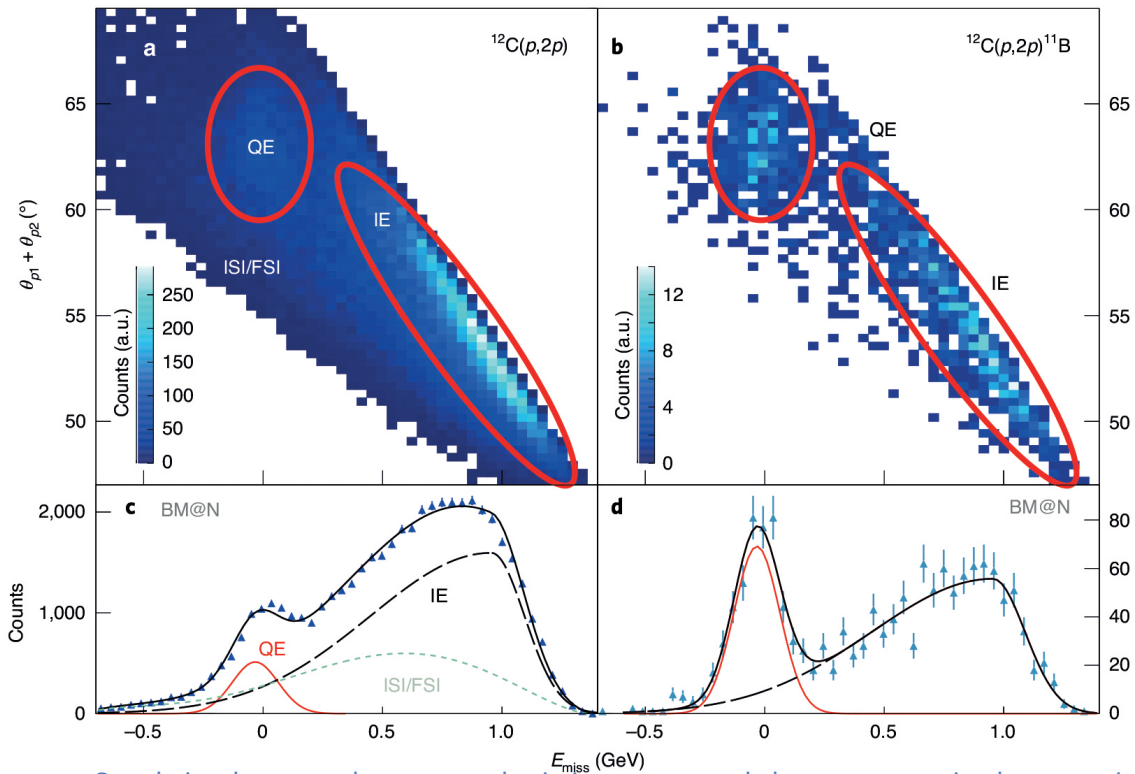 a
¹²C(p,2p)
QE
IE
ISI/FSI
θp1 + θp2 (°)
65
60
55
50
Counts (a.u.)
250
200
150
100
50
0
b
¹²C(p,2p)¹¹B
QE
IE
Counts (a.u.)
12
8
4
0
65
60
55
50
c
BM@N
QE
IE
ISI/FSI
Counts
2,000
1,000
0
−0.5
0
0.5
1.0
d
BM@N
80
60
40
20
0
−0.5
0
0.5
1.0
Emiss (GeV)